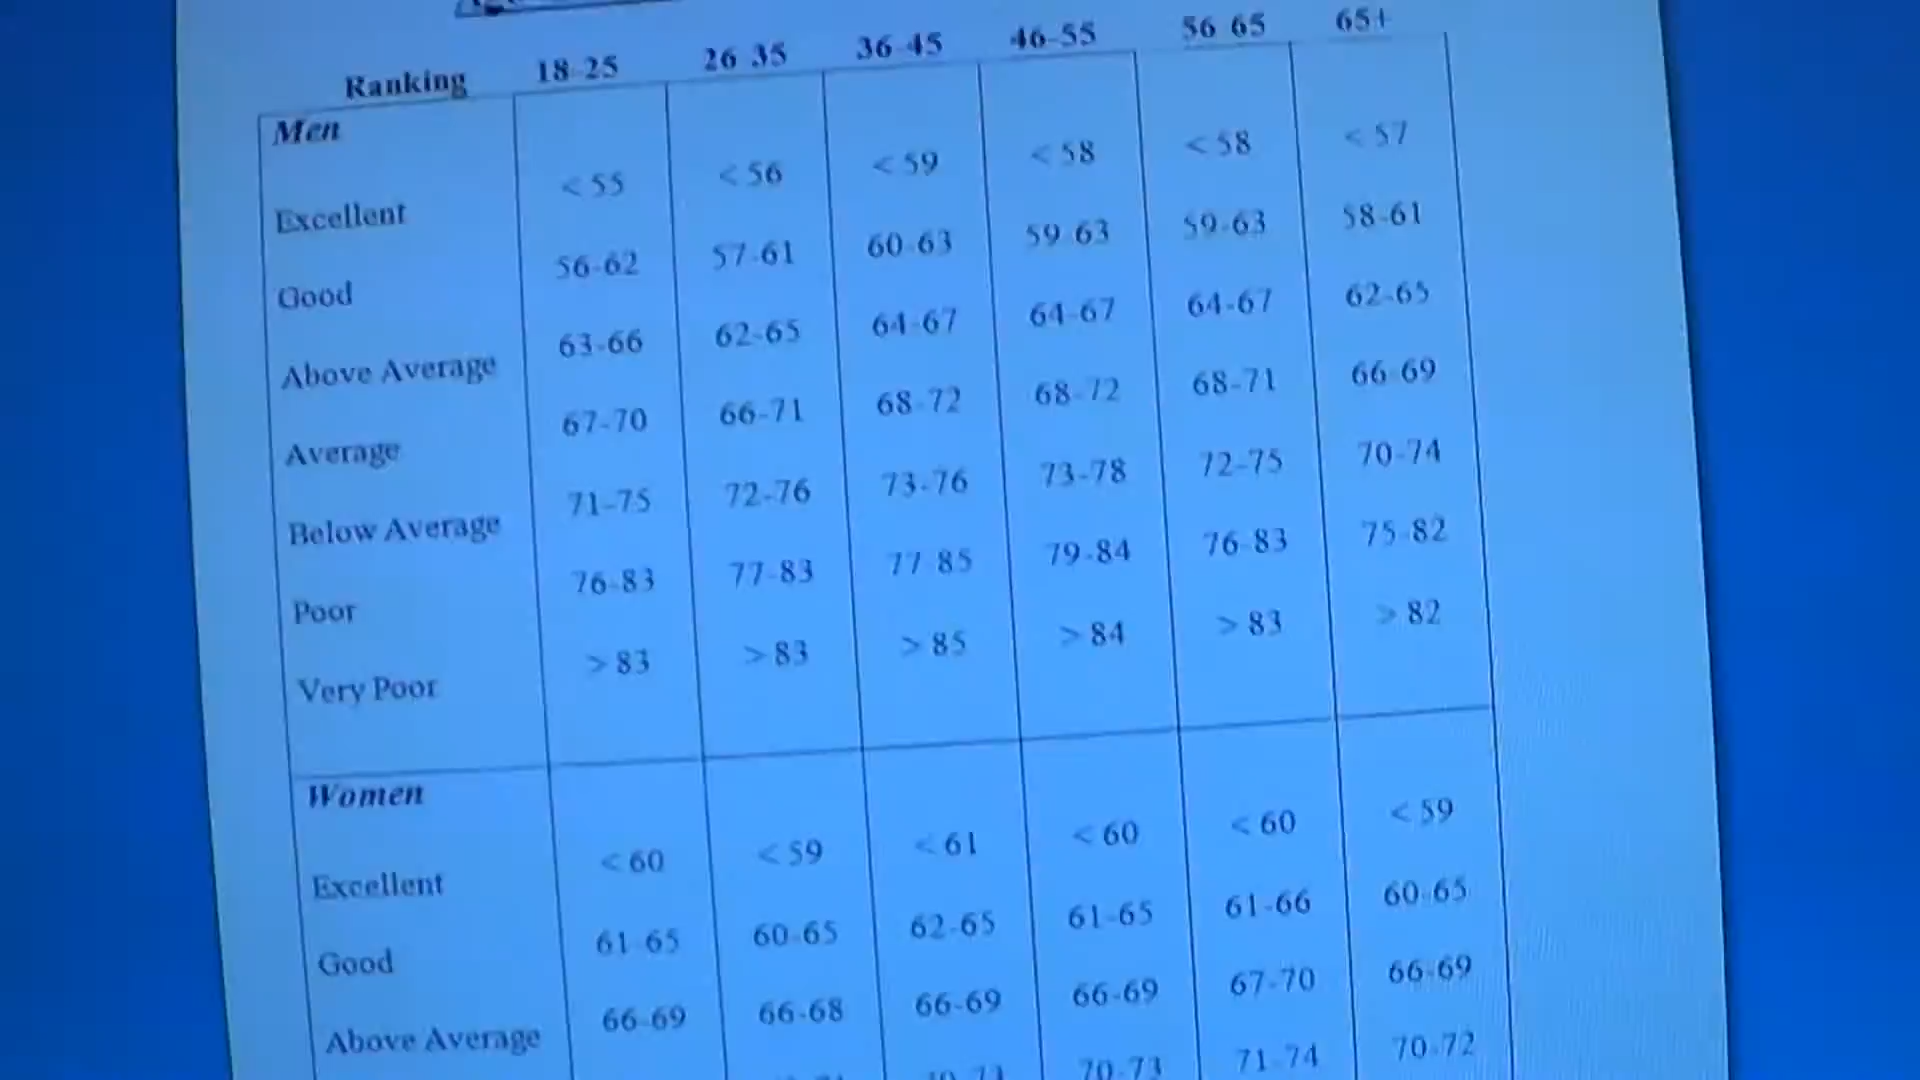 Ranking 18-25 26-35 36-45 46-55 56-65 65+
Men
Excellent < 55 < 56 < 59 < 58 < 58 < 57
Good 56-62 57-61 60-63 59-63 59-63 58-61
Above Average 63-66 62-65 64-67 64-67 64-67 62-65
Average 67-70 66-71 68-72 68-72 68-71 66-69
Below Average 71-75 72-76 73-76 73-78 72-75 70-74
Poor 76-83 77-83 77-85 79-84 76-83 75-82
Very Poor > 83 > 83 > 85 > 84 > 83 > 82
Women
Excellent < 60 < 59 < 61 < 60 < 60 < 59
Good 61-65 60-65 62-65 61-65 61-66 60-65
Above Average 66-69 66-68 66-69 66-69 67-70 66-69
70-73 71-74 70-72